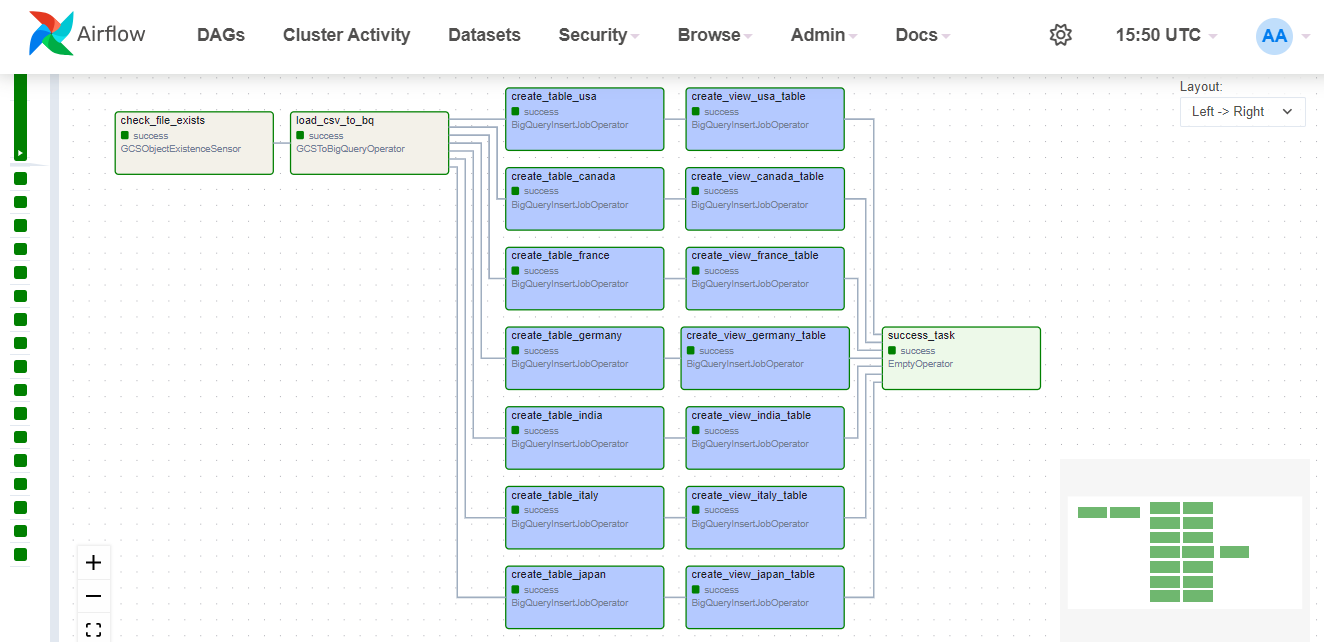 Airflow
DAGs
Cluster Activity
Datasets
Security
Browse
Admin
Docs
15:50 UTC
AA
Layout:
Left -> Right
check_file_exists
success
GCSObjectExistenceSensor
load_csv_to_bq
success
GCSToBigQueryOperator
create_table_usa
success
BigQueryInsertJobOperator
create_view_usa_table
success
BigQueryInsertJobOperator
create_table_canada
success
BigQueryInsertJobOperator
create_view_canada_table
success
BigQueryInsertJobOperator
create_table_france
success
BigQueryInsertJobOperator
create_view_france_table
success
BigQueryInsertJobOperator
create_table_germany
success
BigQueryInsertJobOperator
create_view_germany_table
success
BigQueryInsertJobOperator
success_task
success
EmptyOperator
create_table_india
success
BigQueryInsertJobOperator
create_view_india_table
success
BigQueryInsertJobOperator
create_table_italy
success
BigQueryInsertJobOperator
create_view_italy_table
success
BigQueryInsertJobOperator
create_table_japan
success
BigQueryInsertJobOperator
create_view_japan_table
success
BigQueryInsertJobOperator